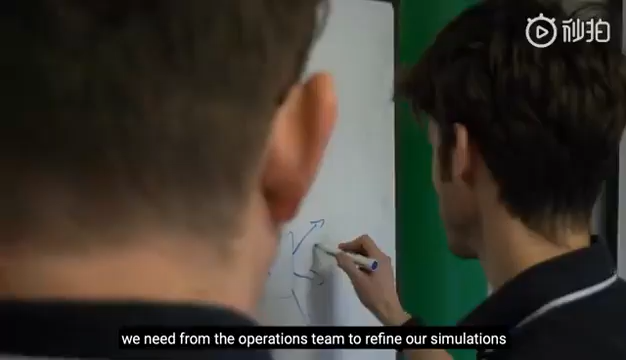 秒拍
we need from the operations team to refine our simulations